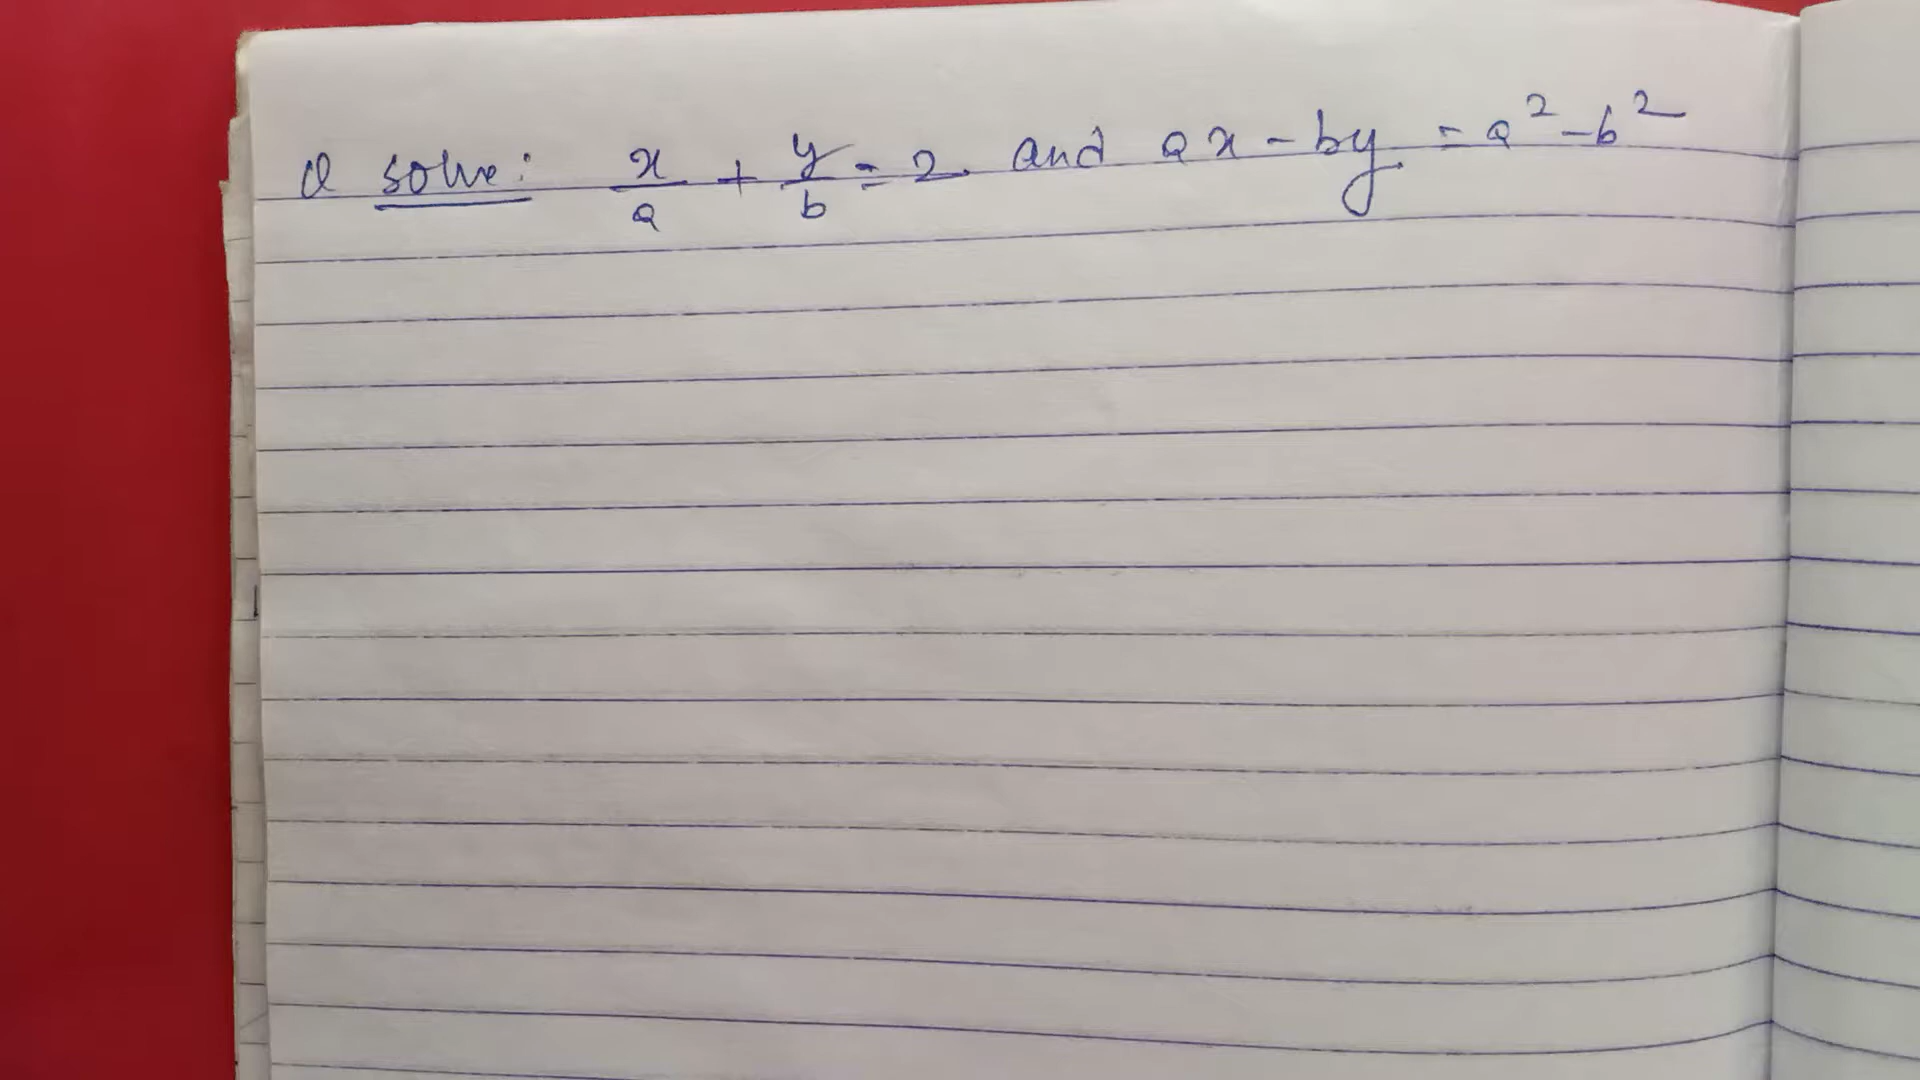 Q solve: x/a + y/b = 2 and ax - by = a² - b²